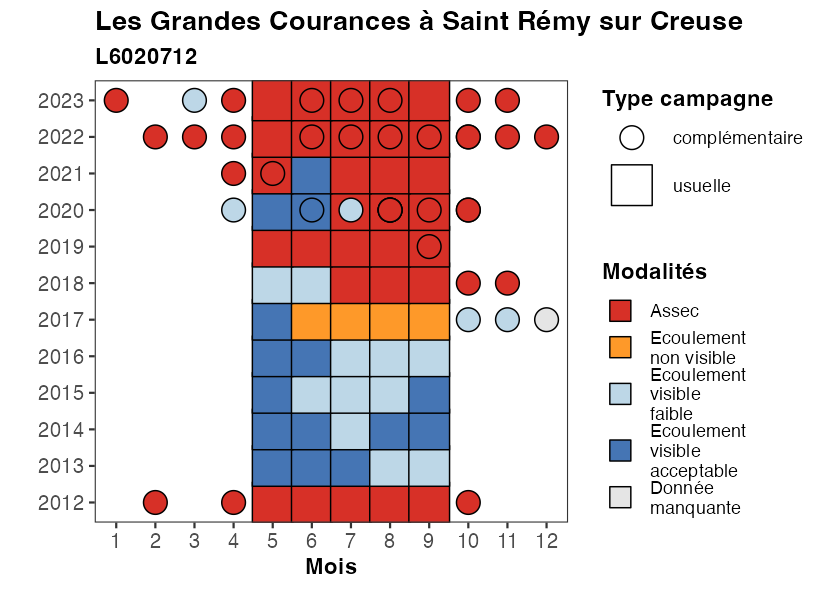 Les Grandes Courances à Saint Rémy sur Creuse
L6020712
2023
2022
2021
2020
2019
2018
2017
2016
2015
2014
2013
2012
1 2 3 4 5 6 7 8 9 10 11 12
Mois
Type campagne
complémentaire
usuelle
Modalités
Assec
Ecoulement
non visible
Ecoulement
visible
faible
Ecoulement
visible
acceptable
Donnée
manquante